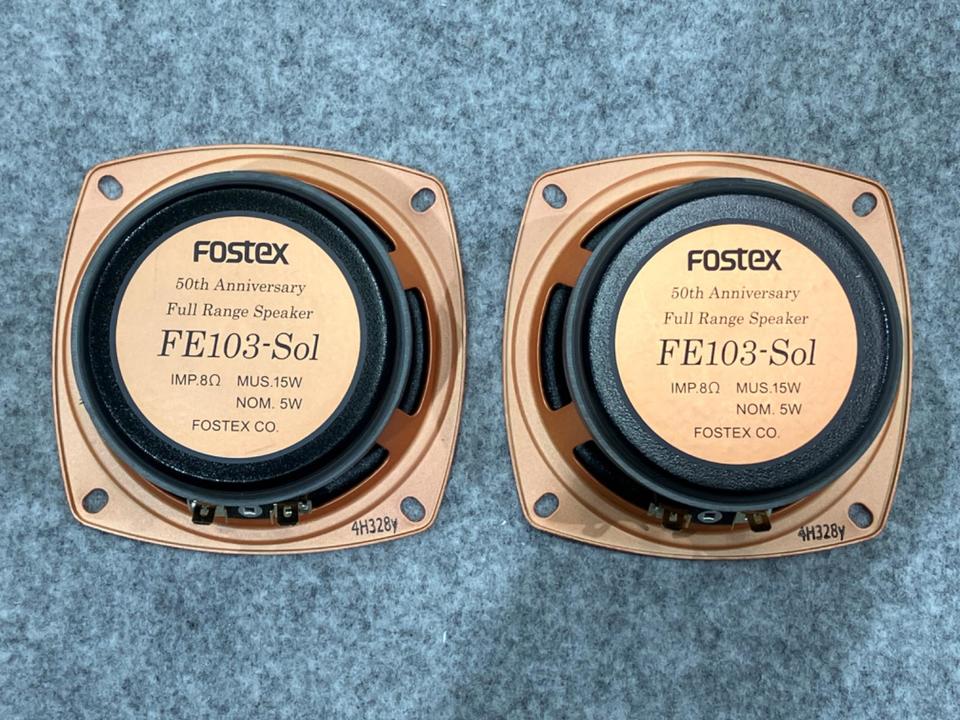 FOSTEX
50th Anniversary
Full Range Speaker
FE103-Sol
IMP.8Ω MUS.15W
NOM. 5W
FOSTEX CO.
4H328y
FOSTEX
50th Anniversary
Full Range Speaker
FE103-Sol
IMP.8Ω MUS.15W
NOM. 5W
FOSTEX CO.
4H328y